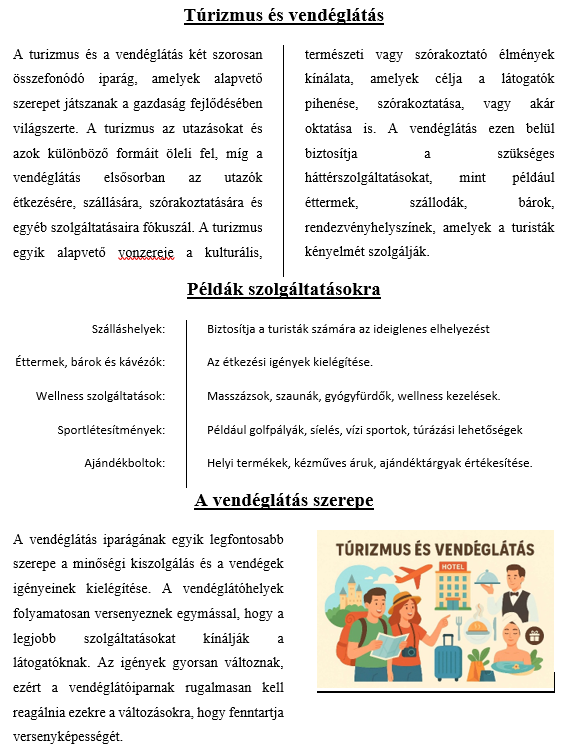 Túrizmus és vendéglátás
A turizmus és a vendéglátás két szorosan
összefonódó iparág, amelyek alapvető
szerepet játszanak a gazdaság fejlődésében
világszerte. A turizmus az utazásokat és
azok különböző formáit öleli fel, míg a
vendéglátás elsősorban az utazók
étkezésére, szállására, szórakoztatására és
egyéb szolgáltatásaira fókuszál. A turizmus
egyik alapvető vonzereje a kulturális,
természeti vagy szórakoztató élmények
kínálata, amelyek célja a látogatók
pihenése, szórakoztatása, vagy akár
oktatása is. A vendéglátás ezen belül
biztosítja a szükséges
háttérszolgáltatásokat, mint például
éttermek, szállodák, bárok,
rendezvényhelyszínek, amelyek a turisták
kényelmét szolgálják.
Példák szolgáltatásokra
Szálláshelyek: Biztosítja a turisták számára az ideiglenes elhelyezést
Éttermek, bárok és kávézók: Az étkezési igények kielégítése.
Wellness szolgáltatások: Masszázsok, szaunák, gyógyfürdők, wellness kezelések.
Sportlétesítmények: Például golfpályák, síelés, vízi sportok, túrázási lehetőségek
Ajándékboltok: Helyi termékek, kézműves áruk, ajándéktárgyak értékesítése.
A vendéglátás szerepe
A vendéglátás iparágának egyik legfontosabb
szerepe a minőségi kiszolgálás és a vendégek
igényeinek kielégítése. A vendéglátóhelyek
folyamatosan versenyeznek egymással, hogy a
legjobb szolgáltatásokat kínálják a
látogatóknak. Az igények gyorsan változnak,
ezért a vendéglátóiparnak rugalmasan kell
reagálnia ezekre a változásokra, hogy fenntartja
versenyképességét.
TÚRIZMUS ÉS VENDÉGLÁTÁS
HOTEL